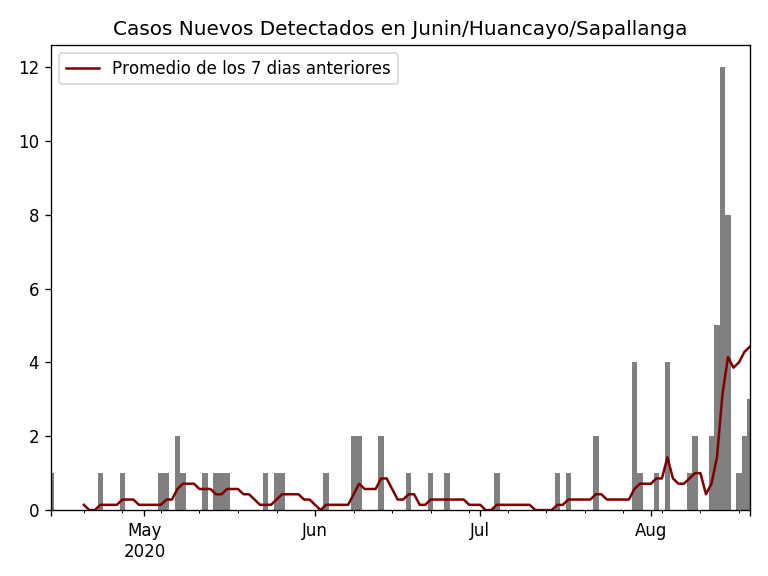 Casos Nuevos Detectados en Junin/Huancayo/Sapallanga
Promedio de los 7 dias anteriores
12
10
8
6
4
2
0
May
2020
Jun
Jul
Aug